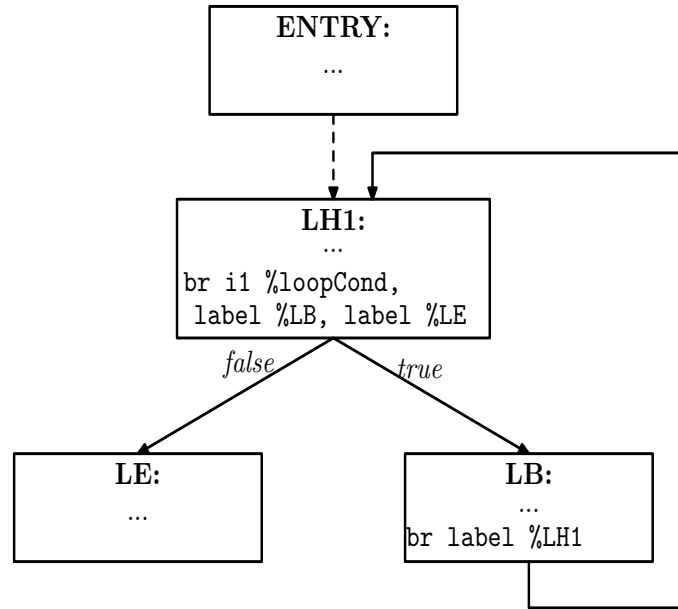 ENTRY:
...
LH1:
...
br i1 %loopCond,
label %LB, label %LE
false
true
LE:
...
LB:
...
br label %LH1